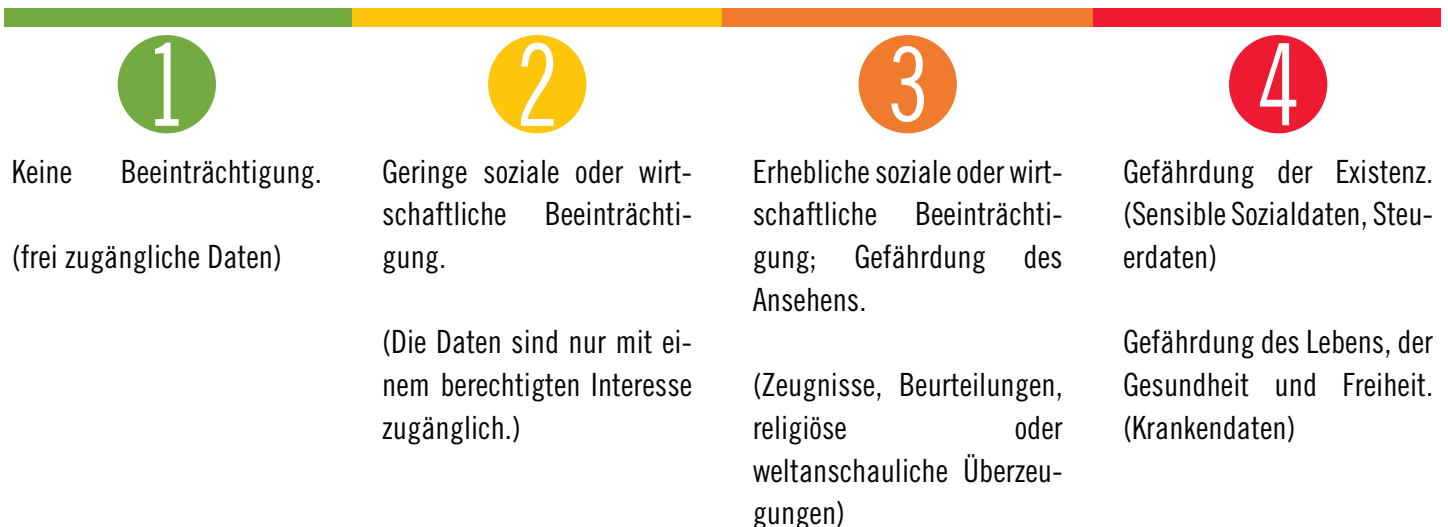 1
Keine Beeinträchtigung.
(frei zugängliche Daten)
2
Geringe soziale oder wirt-
schaftliche Beeinträchti-
gung.
(Die Daten sind nur mit ei-
nem berechtigten Interesse
zugänglich.)
3
Erhebliche soziale oder wirt-
schaftliche Beeinträchti-
gung; Gefährdung des
Ansehens.
(Zeugnisse, Beurteilungen,
religiöse oder
weltanschauliche Überzeu-
gungen)
4
Gefährdung der Existenz.
(Sensible Sozialdaten, Steu-
erdaten)
Gefährdung des Lebens, der
Gesundheit und Freiheit.
(Krankendaten)